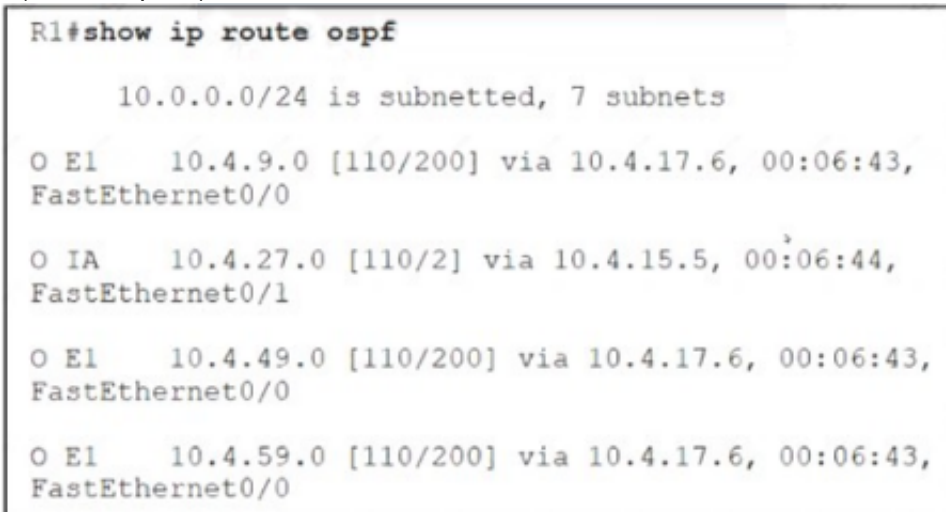 R1#show ip route ospf
10.0.0.0/24 is subnetted, 7 subnets
O E1 10.4.9.0 [110/200] via 10.4.17.6, 00:06:43,
FastEthernet0/0
O IA 10.4.27.0 [110/2] via 10.4.15.5, 00:06:44,
FastEthernet0/1
O E1 10.4.49.0 [110/200] via 10.4.17.6, 00:06:43,
FastEthernet0/0
O E1 10.4.59.0 [110/200] via 10.4.17.6, 00:06:43,
FastEthernet0/0